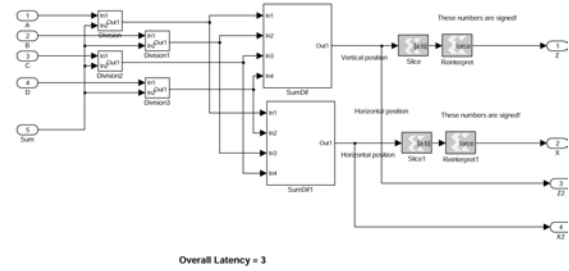 1
A
2
B
3
C
4
D
5
Sum
In1
In2
Out1
Division
In1
In2
Out1
Division1
In1
In2
Out1
Division2
In1
In2
Out1
Division3
In1
In2
In3
In4
Out1
SumDif
In1
In2
In3
In4
Out1
SumDif1
Vertical position
Horizontal position
Horizontal position
These numbers are signed!
[a:b]
Slice
force
Reinterpret
1
Z
These numbers are signed!
[a:b]
Slice1
force
Reinterpret1
2
X
3
Z2
4
X2
Overall Latency = 3